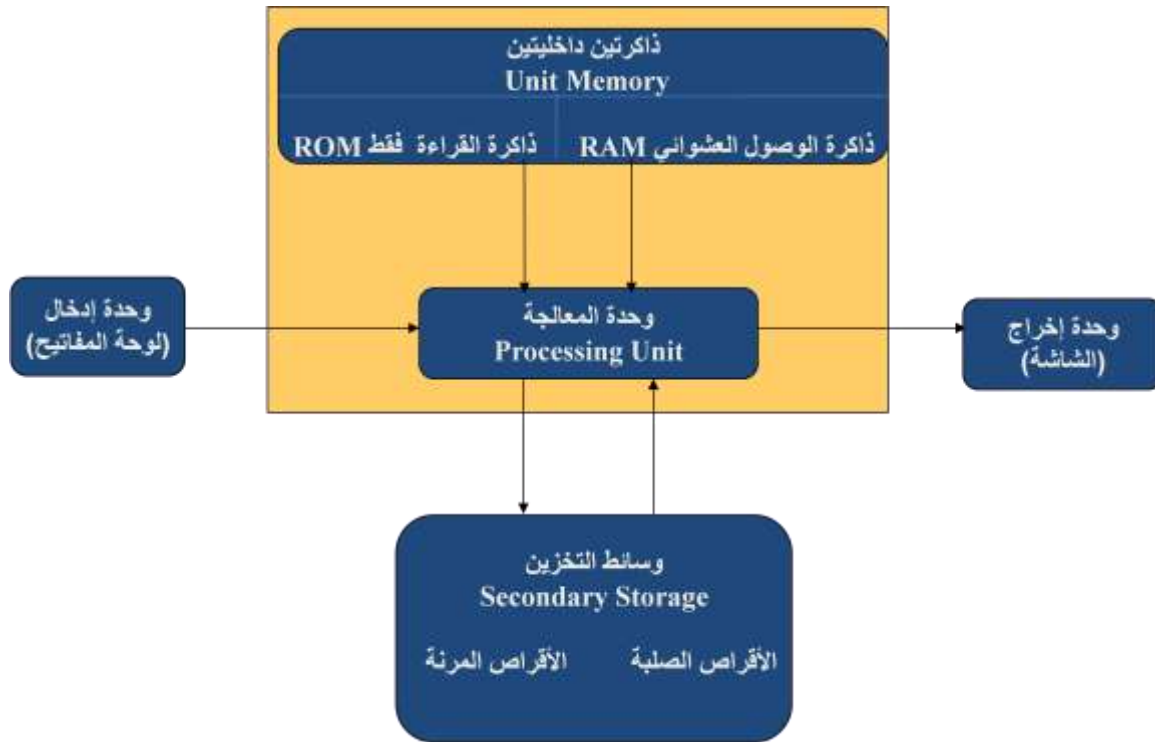 ذاكرتين داخليتين
Unit Memory
ذاكرة الوصول العشوائي RAM
ذاكرة القراءة فقط ROM
وحدة إدخال
(لوحة المفاتيح)
وحدة المعالجة
Processing Unit
وحدة إخراج
(الشاشة)
وسائط التخزين
Secondary Storage
الأقراص الصلبة
الأقراص المرنة